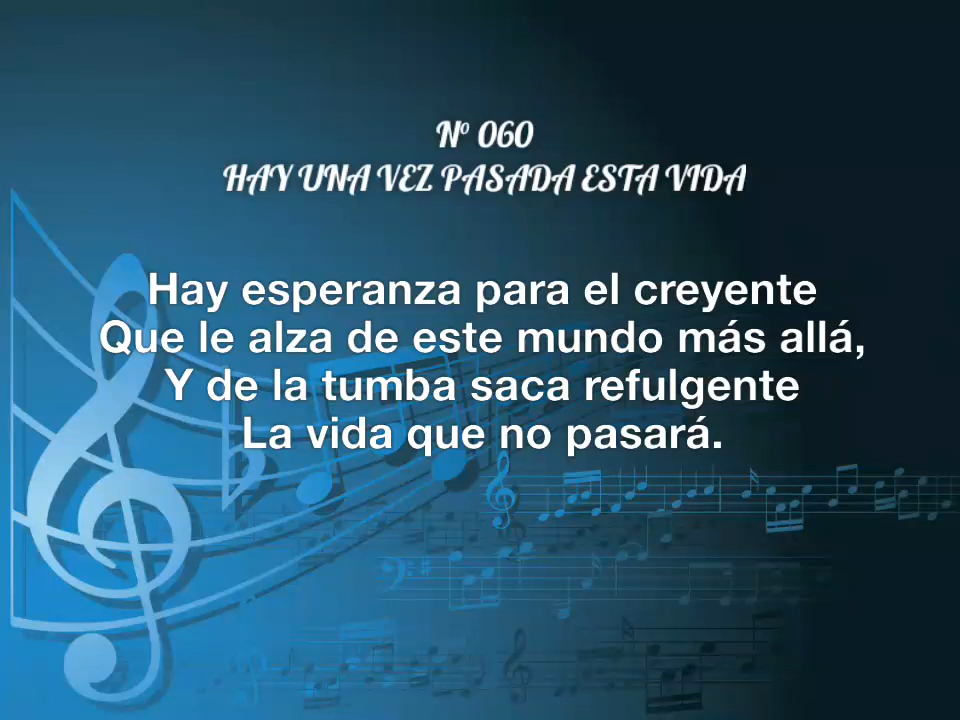 Nº 060
HAY UNA VEZ PASADA ESTA VIDA
Hay esperanza para el creyente
Que le alza de este mundo más allá,
Y de la tumba saca refulgente
La vida que no pasará.